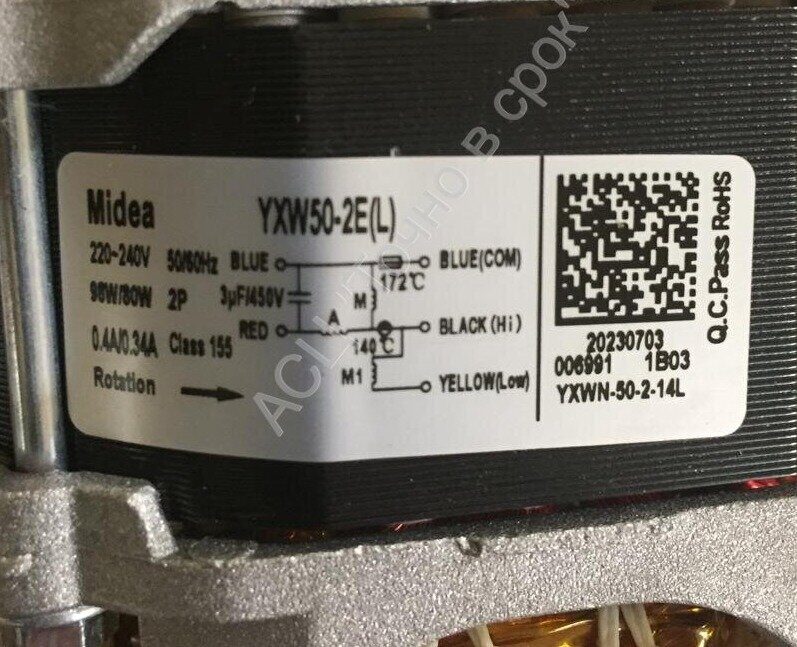 Midea
YXW50-2E(L)
220~240V 50/60Hz
98W/80W 2P
0.4A/0.34A Class 155
Rotation
BLUE
3μF/450V
RED
A
M
M1
172℃
140℃
BLUE(COM)
BLACK(Hi)
YELLOW(Low)
20230703
006991 1B03
YXWN-50-2-14L
Q.C.Pass RoHS
в срок"